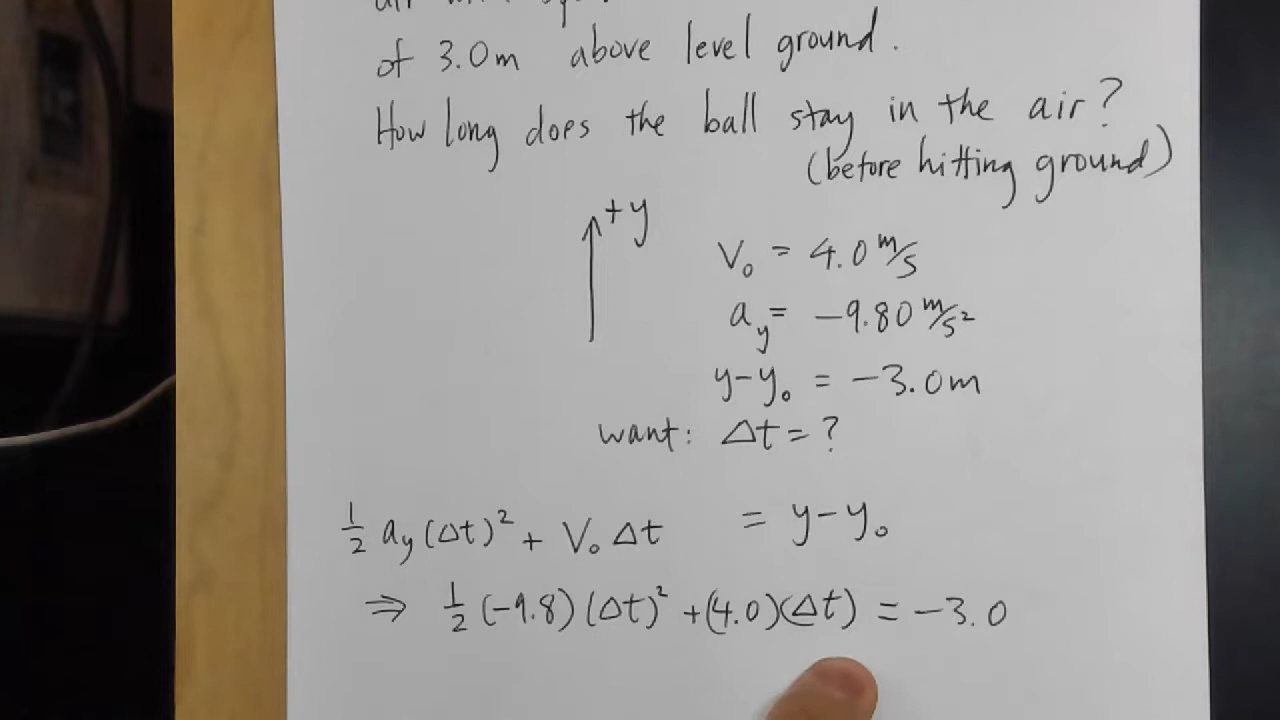 of 3.0m above level ground.
How long does the ball stay in the air?
(before hitting ground)
+y
V₀ = 4.0 m/s
a_y = −9.80 m/s²
y−y₀ = −3.0m
want: Δt = ?
½ a_y (Δt)² + V₀ Δt = y−y₀
⇒ ½ (−9.8) (Δt)² + (4.0)(Δt) = −3.0